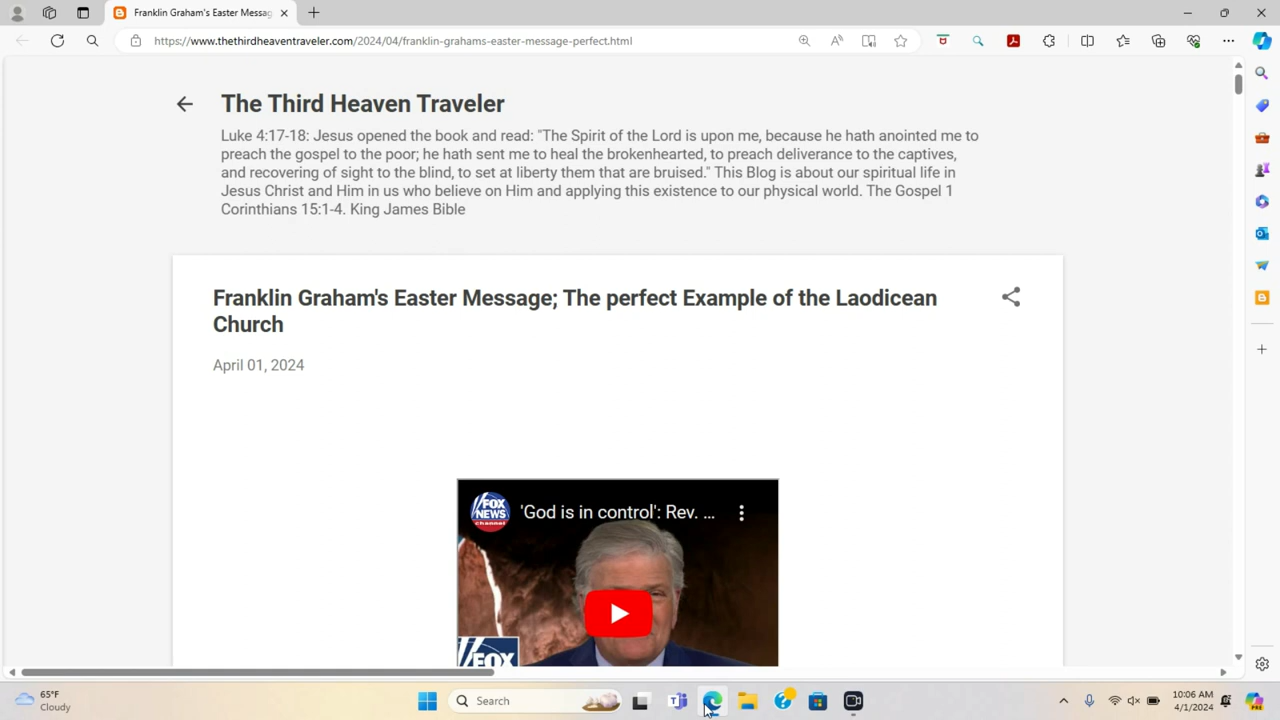 Franklin Graham's Easter Messag
https://www.thethirdheaventraveler.com/2024/04/franklin-grahams-easter-message-perfect.html
The Third Heaven Traveler
Luke 4:17-18: Jesus opened the book and read: "The Spirit of the Lord is upon me, because he hath anointed me to
preach the gospel to the poor; he hath sent me to heal the brokenhearted, to preach deliverance to the captives,
and recovering of sight to the blind, to set at liberty them that are bruised." This Blog is about our spiritual life in
Jesus Christ and Him in us who believe on Him and applying this existence to our physical world. The Gospel 1
Corinthians 15:1-4. King James Bible
Franklin Graham's Easter Message; The perfect Example of the Laodicean
Church
April 01, 2024
FOX
NEWS
channel
'God is in control': Rev. ...
FOX
65°F
Cloudy
Search
10:06 AM
4/1/2024